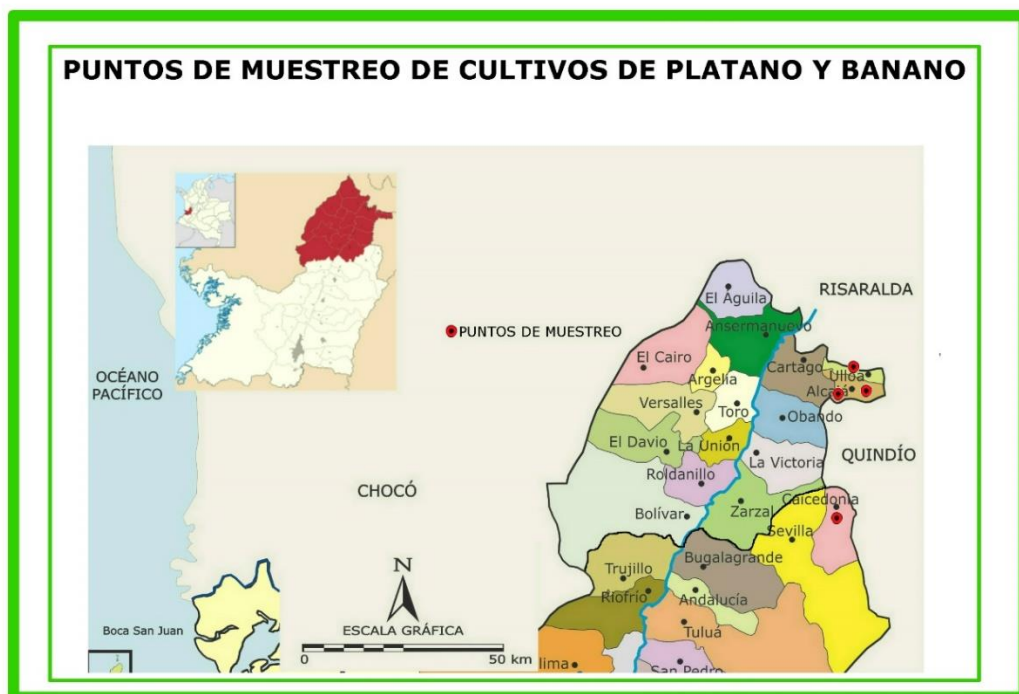 PUNTOS DE MUESTREO DE CULTIVOS DE PLATANO Y BANANO
El Águila
RISARALDA
PUNTOS DE MUESTREO
Ansermanuevo
El Cairo
Cartago
OCÉANO
PACÍFICO
Argelia
Ulloa
Alcalá
Versalles
Toro
Obando
El Davio
La Unión
La Victoria
QUINDÍO
Roldanillo
CHOCÓ
Caicedonia
Bolívar
Zarzal
Sevilla
N
Trujillo
Bugalagrande
Riofrío
Andalucía
Boca San Juan
ESCALA GRÁFICA
Tuluá
0
50 km
lima
San Pedro